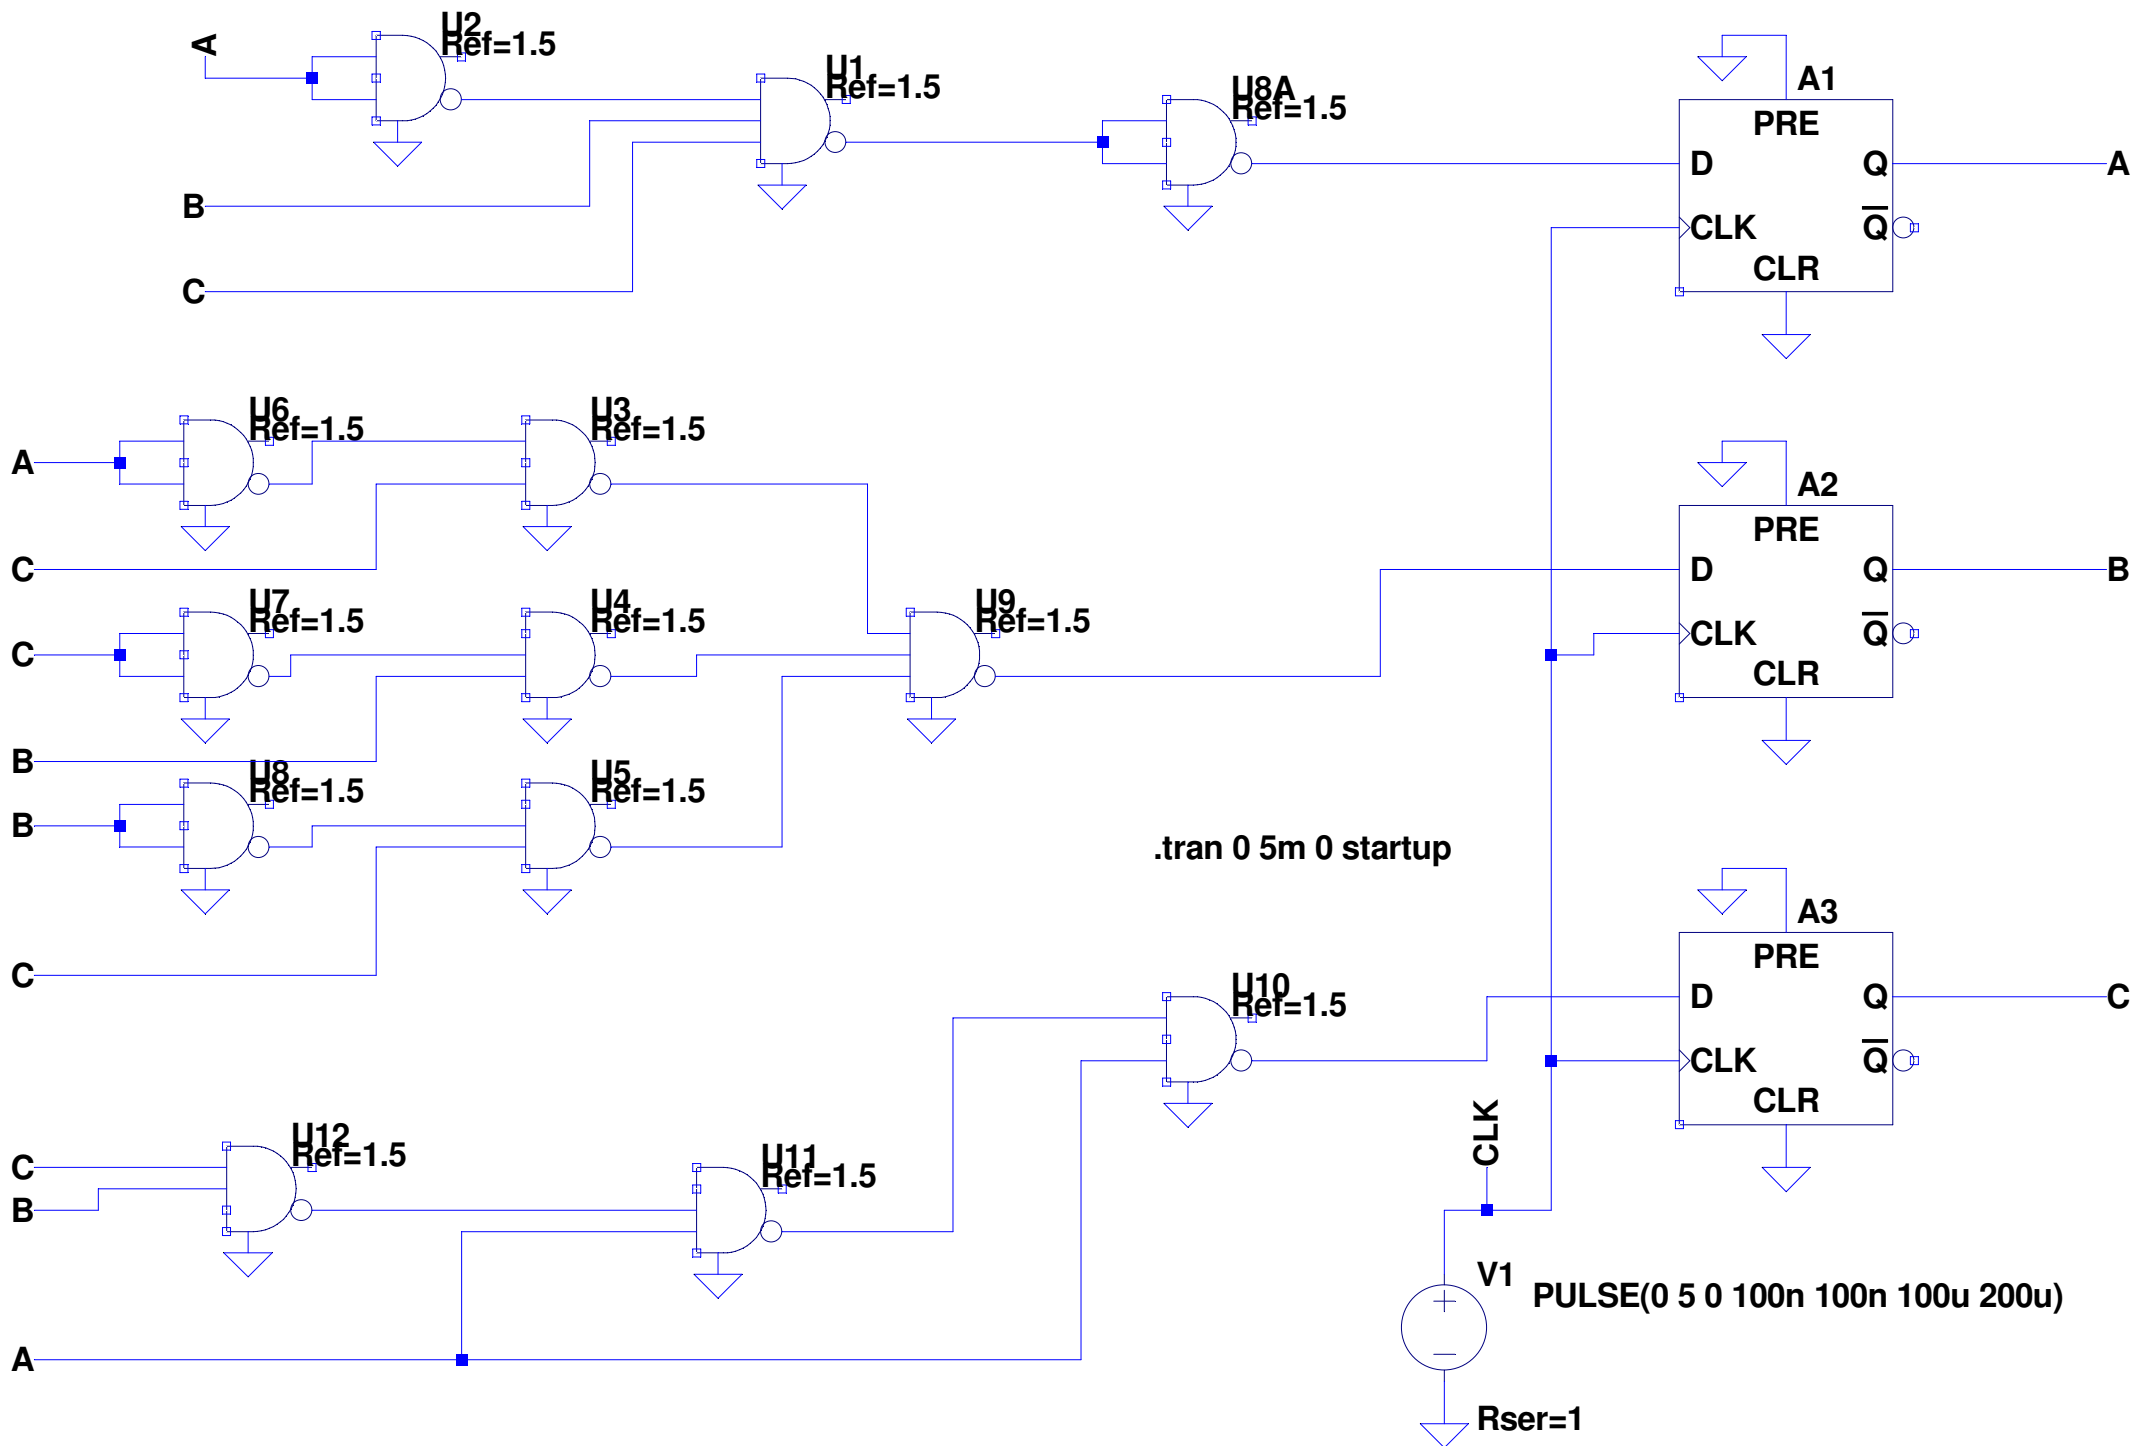 A
U2
Ref=1.5
U1
Ref=1.5
U8A
Ref=1.5
B
C
A1
PRE
D
Q
A
CLK
Q
CLR
A
U6
Ref=1.5
U3
Ref=1.5
C
C
U7
Ref=1.5
U4
Ref=1.5
U9
Ref=1.5
B
B
U8
Ref=1.5
U5
Ref=1.5
C
A2
PRE
D
Q
B
CLK
Q
CLR
.tran 0 5m 0 startup
A3
PRE
D
Q
C
CLK
Q
CLR
U10
Ref=1.5
C
B
U12
Ref=1.5
U11
Ref=1.5
A
CLK
V1
PULSE(0 5 0 100n 100n 100u 200u)
Rser=1